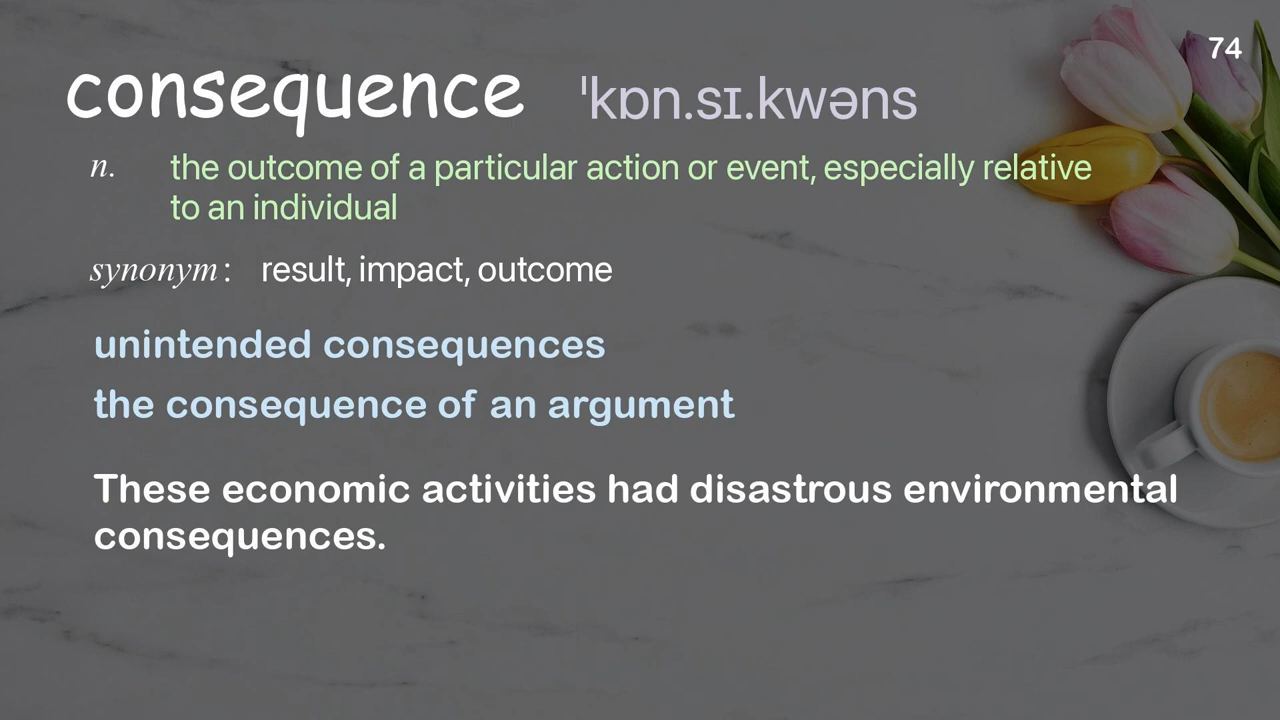 74
consequence ˈkɒn.sɪ.kwəns
n. the outcome of a particular action or event, especially relative
to an individual
synonym: result, impact, outcome
unintended consequences
the consequence of an argument
These economic activities had disastrous environmental
consequences.